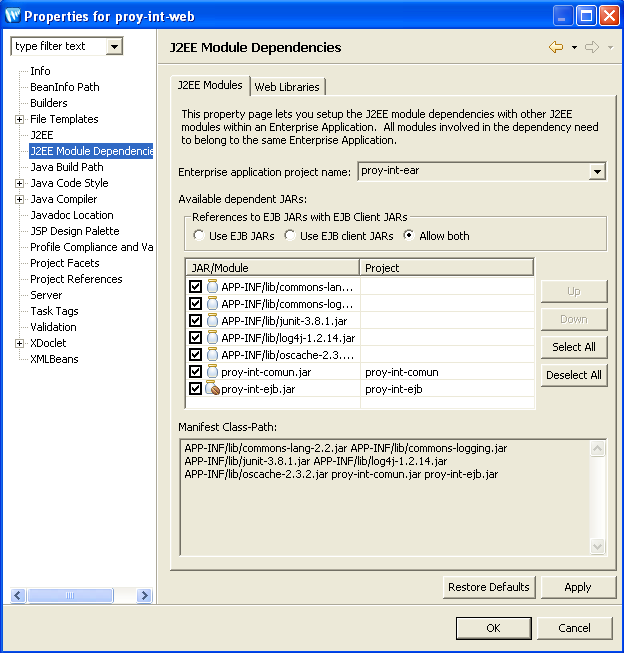 Properties for proy-int-web
type filter text
Info
BeanInfo Path
Builders
File Templates
J2EE
J2EE Module Dependencie
Java Build Path
Java Code Style
Java Compiler
Javadoc Location
JSP Design Palette
Profile Compliance and Va
Project Facets
Project References
Server
Task Tags
Validation
XDoclet
XMLBeans
J2EE Module Dependencies
J2EE Modules
Web Libraries
This property page lets you setup the J2EE module dependencies with other J2EE
modules within an Enterprise Application. All modules involved in the dependency need
to belong to the same Enterprise Application.
Enterprise application project name: proy-int-ear
Available dependent JARs:
References to EJB JARs with EJB Client JARs
Use EJB JARs Use EJB client JARs Allow both
JAR/Module Project
APP-INF/lib/commons-lan...
APP-INF/lib/commons-log...
APP-INF/lib/junit-3.8.1.jar
APP-INF/lib/log4j-1.2.14.jar
APP-INF/lib/oscache-2.3....
proy-int-comun.jar proy-int-comun
proy-int-ejb.jar proy-int-ejb
Up
Down
Select All
Deselect All
Manifest Class-Path:
APP-INF/lib/commons-lang-2.2.jar APP-INF/lib/commons-logging.jar
APP-INF/lib/junit-3.8.1.jar APP-INF/lib/log4j-1.2.14.jar
APP-INF/lib/oscache-2.3.2.jar proy-int-comun.jar proy-int-ejb.jar
Restore Defaults Apply
OK Cancel